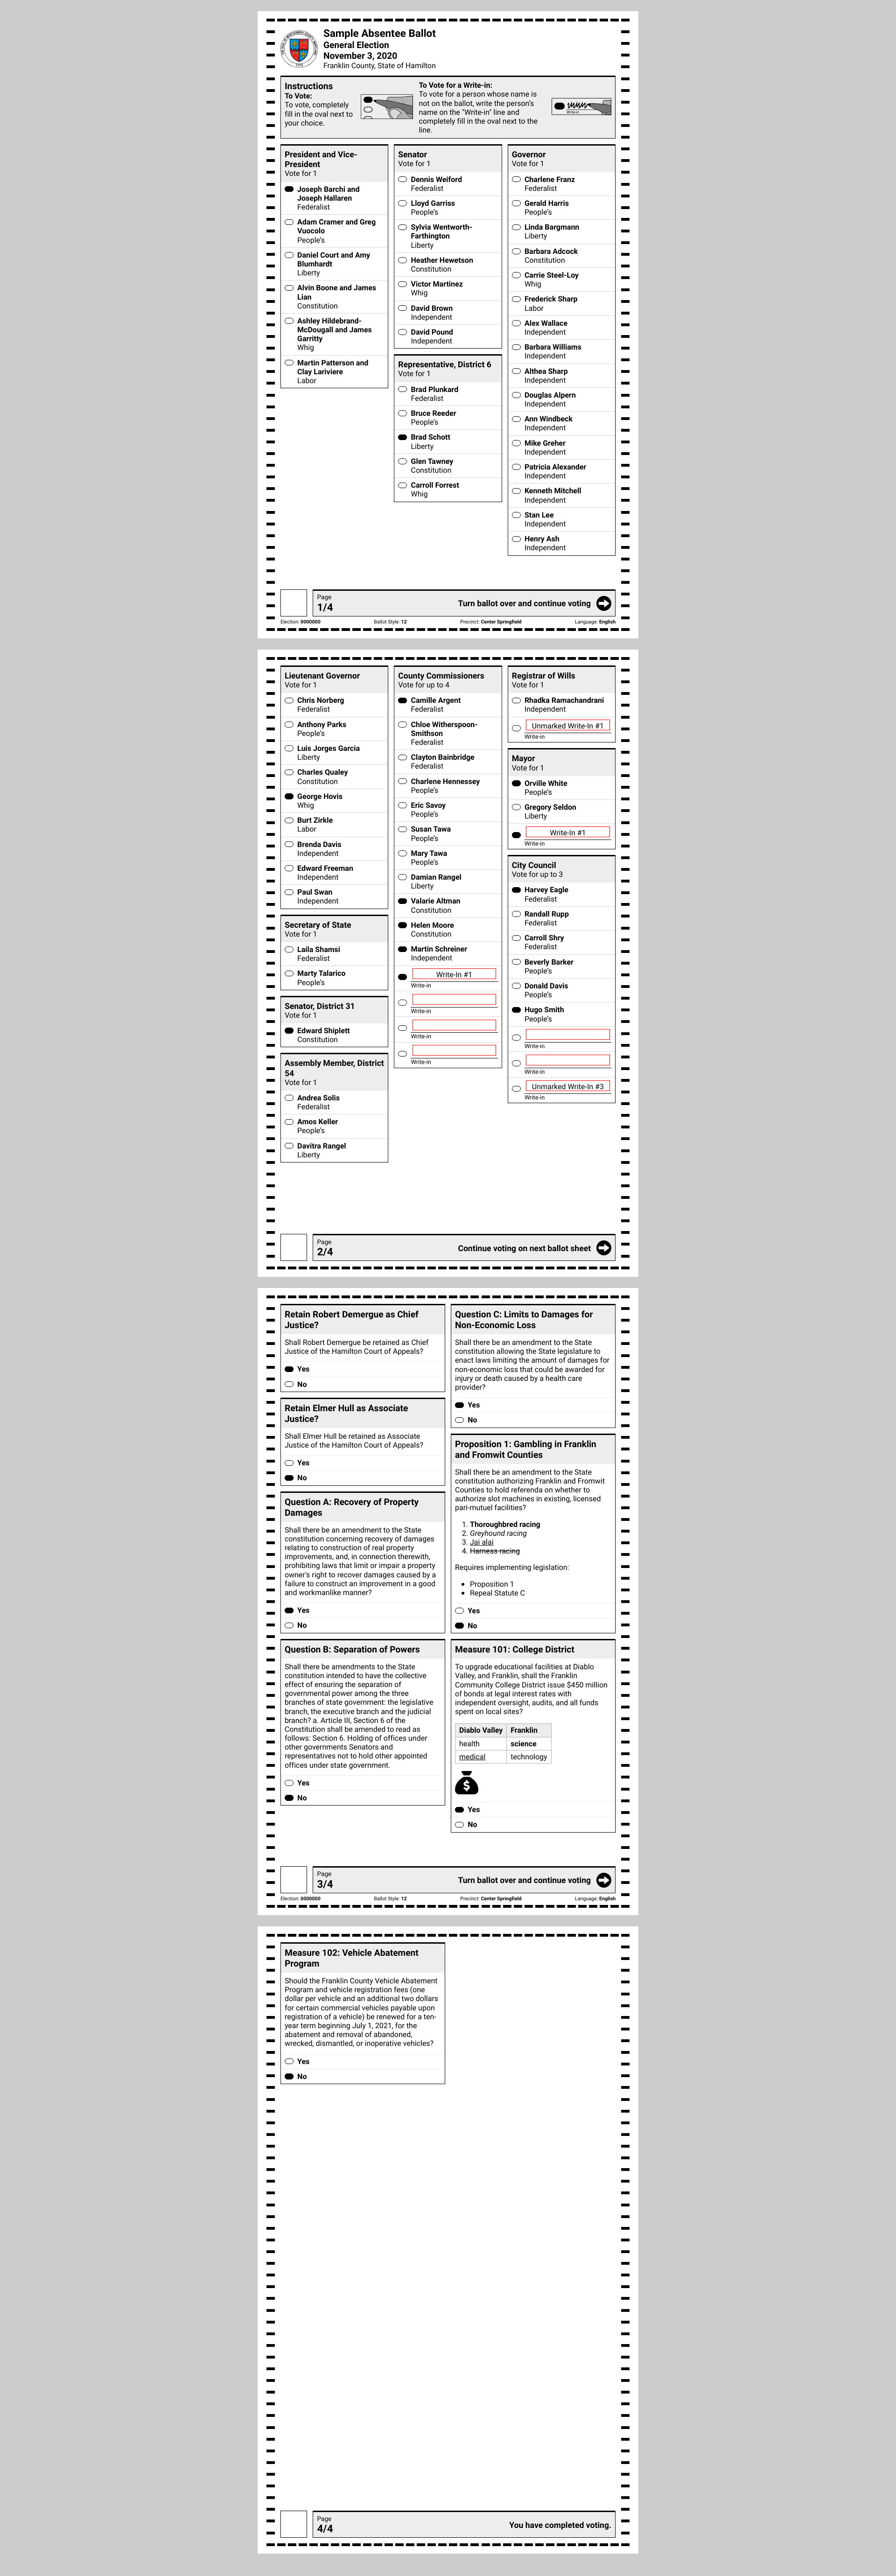 Sample Absentee Ballot
General Election
November 3, 2020
Franklin County, State of Hamilton
Instructions
To Vote:
To vote, completely
fill in the oval next to
your choice.
To Vote for a Write-in:
To vote for a person whose name is
not on the ballot, write the person's
name on the "Write-in" line and
completely fill in the oval next to the
line.
Write-in
President and Vice-
President
Vote for 1
Joseph Barchi and
Joseph Hallaren
Federalist
Adam Cramer and Greg
Vuocolo
People's
Daniel Court and Amy
Blumhardt
Liberty
Alvin Boone and James
Lian
Constitution
Ashley Hildebrand-
McDougall and James
Garritty
Whig
Martin Patterson and
Clay Lariviere
Labor
Senator
Vote for 1
Dennis Weiford
Federalist
Lloyd Garriss
People's
Sylvia Wentworth-
Farthington
Liberty
Heather Hewetson
Constitution
Victor Martinez
Whig
David Brown
Independent
David Pound
Independent
Representative, District 6
Vote for 1
Brad Plunkard
Federalist
Bruce Reeder
People's
Brad Schott
Liberty
Glen Tawney
Constitution
Carroll Forrest
Whig
Governor
Vote for 1
Charlene Franz
Federalist
Gerald Harris
People's
Linda Bargmann
Liberty
Barbara Adcock
Constitution
Carrie Steel-Loy
Whig
Frederick Sharp
Labor
Alex Wallace
Independent
Barbara Williams
Independent
Althea Sharp
Independent
Douglas Alpern
Independent
Ann Windbeck
Independent
Mike Greher
Independent
Patricia Alexander
Independent
Kenneth Mitchell
Independent
Stan Lee
Independent
Henry Ash
Independent
Page
1/4
Turn ballot over and continue voting
Election: 0000000 Ballot Style: 12 Precinct: Center Springfield Language: English
Lieutenant Governor
Vote for 1
Chris Norberg
Federalist
Anthony Parks
People's
Luis Jorges Garcia
Liberty
Charles Qualey
Constitution
George Hovis
Whig
Burt Zirkle
Labor
Brenda Davis
Independent
Edward Freeman
Independent
Paul Swan
Independent
Secretary of State
Vote for 1
Laila Shamsi
Federalist
Marty Talarico
People's
Senator, District 31
Vote for 1
Edward Shiplett
Constitution
Assembly Member, District
54
Vote for 1
Andrea Solis
Federalist
Amos Keller
People's
Davitra Rangel
Liberty
County Commissioners
Vote for up to 4
Camille Argent
Federalist
Chloe Witherspoon-
Smithson
Federalist
Clayton Bainbridge
Federalist
Charlene Hennessey
People's
Eric Savoy
People's
Susan Tawa
People's
Mary Tawa
People's
Damian Rangel
Liberty
Valarie Altman
Constitution
Helen Moore
Constitution
Martin Schreiner
Independent
Write-In #1
Write-in
Write-in
Write-in
Write-in
Registrar of Wills
Vote for 1
Rhadka Ramachandrani
Independent
Unmarked Write-In #1
Write-in
Mayor
Vote for 1
Orville White
People's
Gregory Seldon
Liberty
Write-In #1
Write-in
City Council
Vote for up to 3
Harvey Eagle
Federalist
Randall Rupp
Federalist
Carroll Shry
Federalist
Beverly Barker
People's
Donald Davis
People's
Hugo Smith
People's
Write-in
Write-in
Unmarked Write-In #3
Write-in
Page
2/4
Continue voting on next ballot sheet
Retain Robert Demergue as Chief
Justice?
Shall Robert Demergue be retained as Chief
Justice of the Hamilton Court of Appeals?
Yes
No
Retain Elmer Hull as Associate
Justice?
Shall Elmer Hull be retained as Associate
Justice of the Hamilton Court of Appeals?
Yes
No
Question A: Recovery of Property
Damages
Shall there be an amendment to the State
constitution concerning recovery of damages
relating to construction of real property
improvements, and, in connection therewith,
prohibiting laws that limit or impair a property
owner's right to recover damages caused by a
failure to construct an improvement in a good
and workmanlike manner?
Yes
No
Question B: Separation of Powers
Shall there be amendments to the State
constitution intended to have the collective
effect of ensuring the separation of
governmental power among the three
branches of state government: the legislative
branch, the executive branch and the judicial
branch? a. Article III, Section 6 of the
Constitution shall be amended to read as
follows: Section 6. Holding of offices under
other governments Senators and
representatives not to hold other appointed
offices under state government.
Yes
No
Question C: Limits to Damages for
Non-Economic Loss
Shall there be an amendment to the State
constitution allowing the State legislature to
enact laws limiting the amount of damages for
non-economic loss that could be awarded for
injury or death caused by a health care
provider?
Yes
No
Proposition 1: Gambling in Franklin
and Fromwit Counties
Shall there be an amendment to the State
constitution authorizing Franklin and Fromwit
Counties to hold referenda on whether to
authorize slot machines in existing, licensed
pari-mutuel facilities?
1. Thoroughbred racing
2. Greyhound racing
3. Jai alai
4. Harness racing
Requires implementing legislation:
• Proposition 1
• Repeal Statute C
Yes
No
Measure 101: College District
To upgrade educational facilities at Diablo
Valley, and Franklin, shall the Franklin
Community College District issue $450 million
of bonds at legal interest rates with
independent oversight, audits, and all funds
spent on local sites?
Diablo Valley Franklin
health science
medical technology
$
Yes
No
Page
3/4
Turn ballot over and continue voting
Election: 0000000 Ballot Style: 12 Precinct: Center Springfield Language: English
Measure 102: Vehicle Abatement
Program
Should the Franklin County Vehicle Abatement
Program and vehicle registration fees (one
dollar per vehicle and an additional two dollars
for certain commercial vehicles payable upon
registration of a vehicle) be renewed for a ten-
year term beginning July 1, 2021, for the
abatement and removal of abandoned,
wrecked, dismantled, or inoperative vehicles?
Yes
No
Page
4/4
You have completed voting.